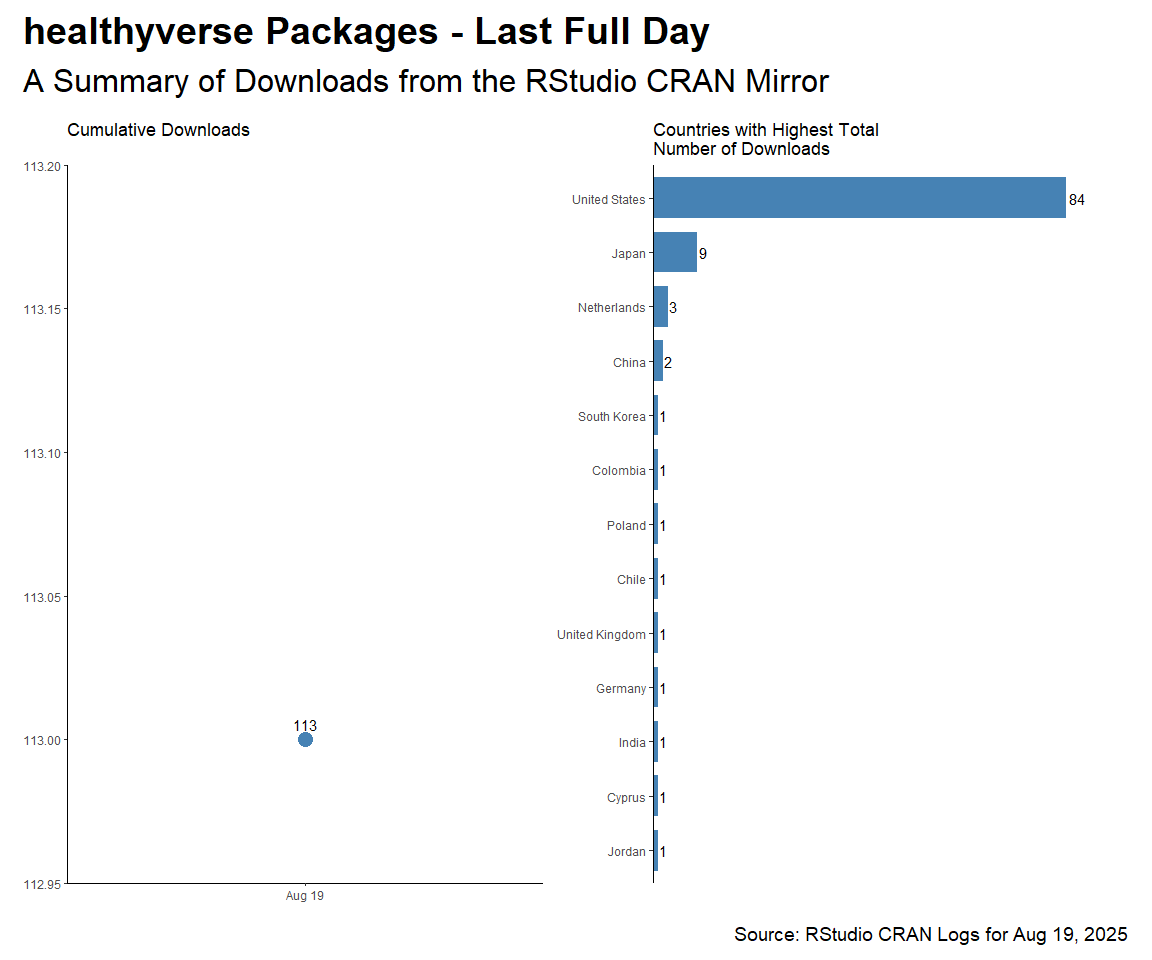 healthyverse Packages - Last Full Day
A Summary of Downloads from the RStudio CRAN Mirror
Cumulative Downloads
113.20
113.15
113.10
113.05
113.00
112.95
113
Aug 19
Countries with Highest Total
Number of Downloads
United States 84
Japan 9
Netherlands 3
China 2
South Korea 1
Colombia 1
Poland 1
Chile 1
United Kingdom 1
Germany 1
India 1
Cyprus 1
Jordan 1
Source: RStudio CRAN Logs for Aug 19, 2025